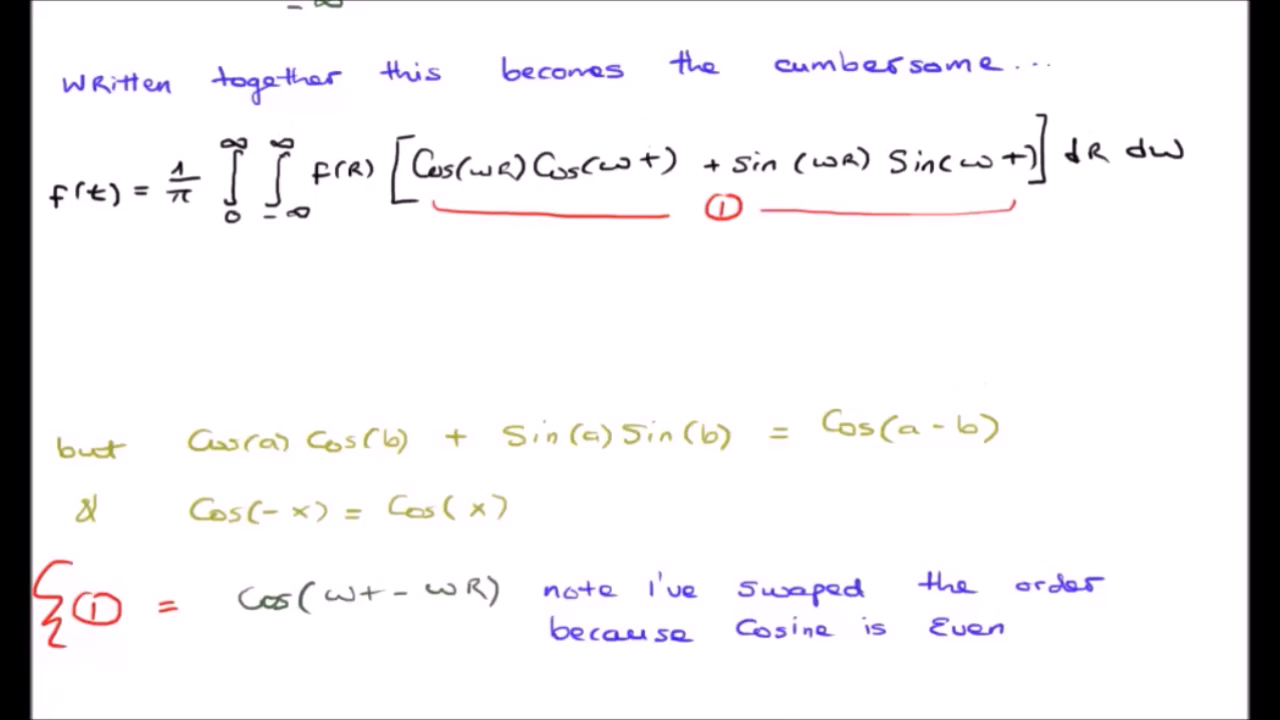 - ∞
Written together this becomes the cumbersome...
f(t) = 1/π ∫₀^∞ ∫₋∞^∞ f(R) [Cos(ωR) Cos(ωt) + Sin(ωR) Sin(ωt)] dR dω
①
but Cos(a) Cos(b) + Sin(a) Sin(b) = Cos(a - b)
& Cos(-x) = Cos(x)
{ ① = Cos(ωt - ωR) note I've swaped the order
because Cosine is Even